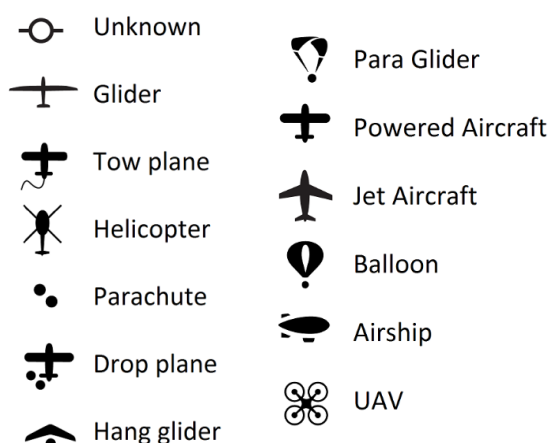 Unknown
Glider
Tow plane
Helicopter
Parachute
Drop plane
Hang glider
Para Glider
Powered Aircraft
Jet Aircraft
Balloon
Airship
UAV